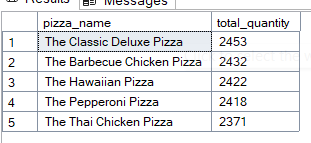 Results Messages
pizza_name total_quantity
1 The Classic Deluxe Pizza 2453
2 The Barbecue Chicken Pizza 2432
3 The Hawaiian Pizza 2422
4 The Pepperoni Pizza 2418
5 The Thai Chicken Pizza 2371